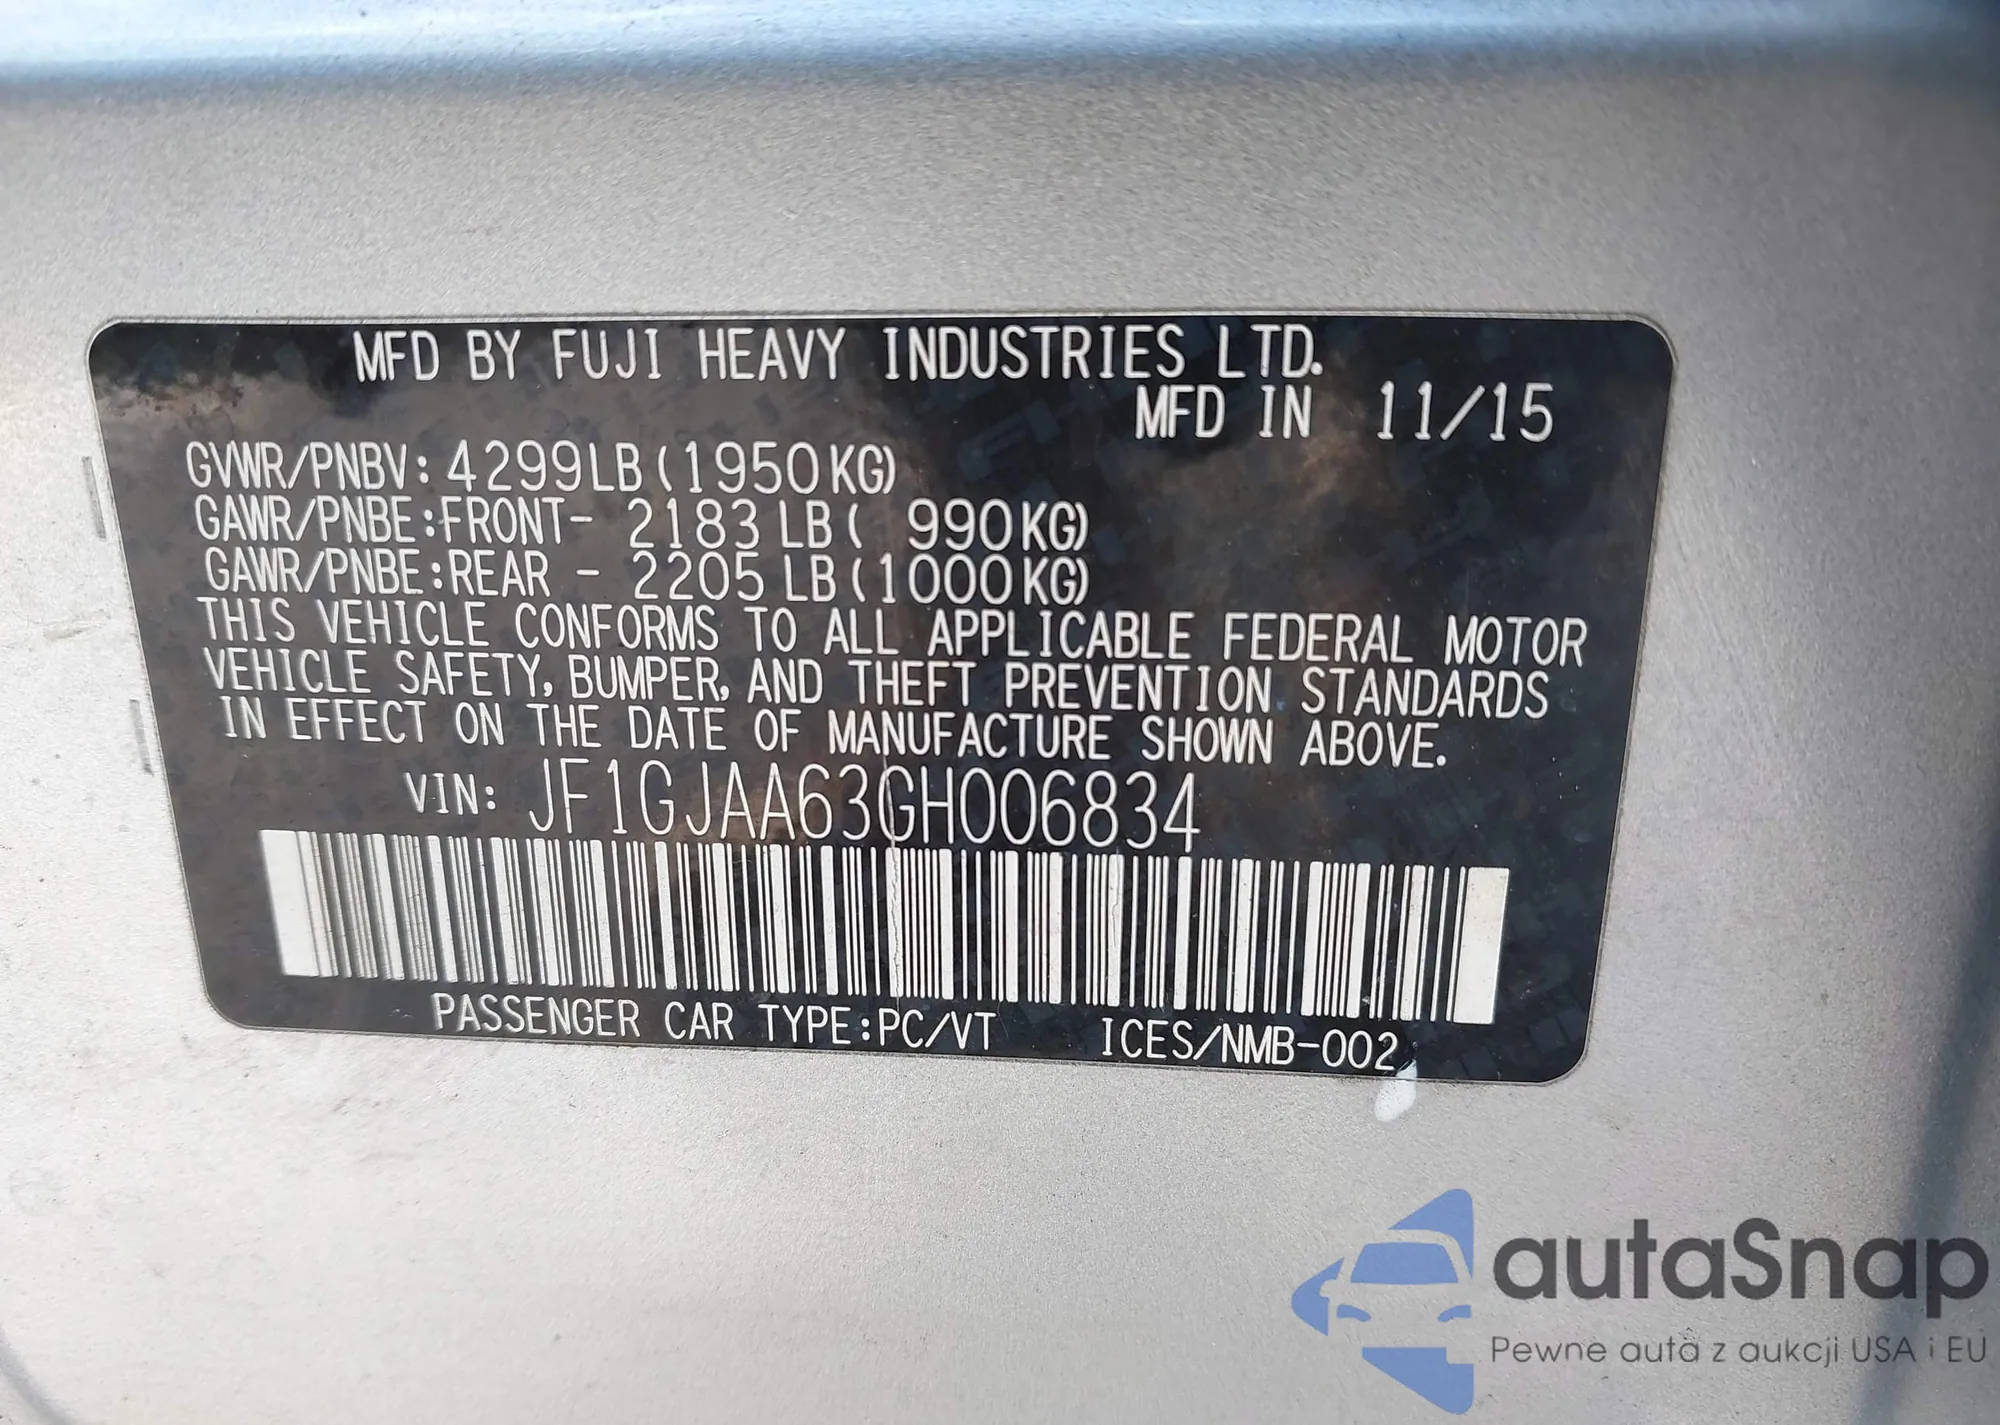 MFD BY FUJI HEAVY INDUSTRIES LTD.
MFD IN 11/15
GVWR/PNBV: 4299LB(1950KG)
GAWR/PNBE:FRONT- 2183 LB( 990KG)
GAWR/PNBE:REAR - 2205 LB(1000KG)
THIS VEHICLE CONFORMS TO ALL APPLICABLE FEDERAL MOTOR
VEHICLE SAFETY, BUMPER, AND THEFT PREVENTION STANDARDS
IN EFFECT ON THE DATE OF MANUFACTURE SHOWN ABOVE.
VIN: JF1GJAA63GH006834
PASSENGER CAR TYPE:PC/VT ICES/NMB-002
autaSnap
Pewne auta z aukcji USA i EU